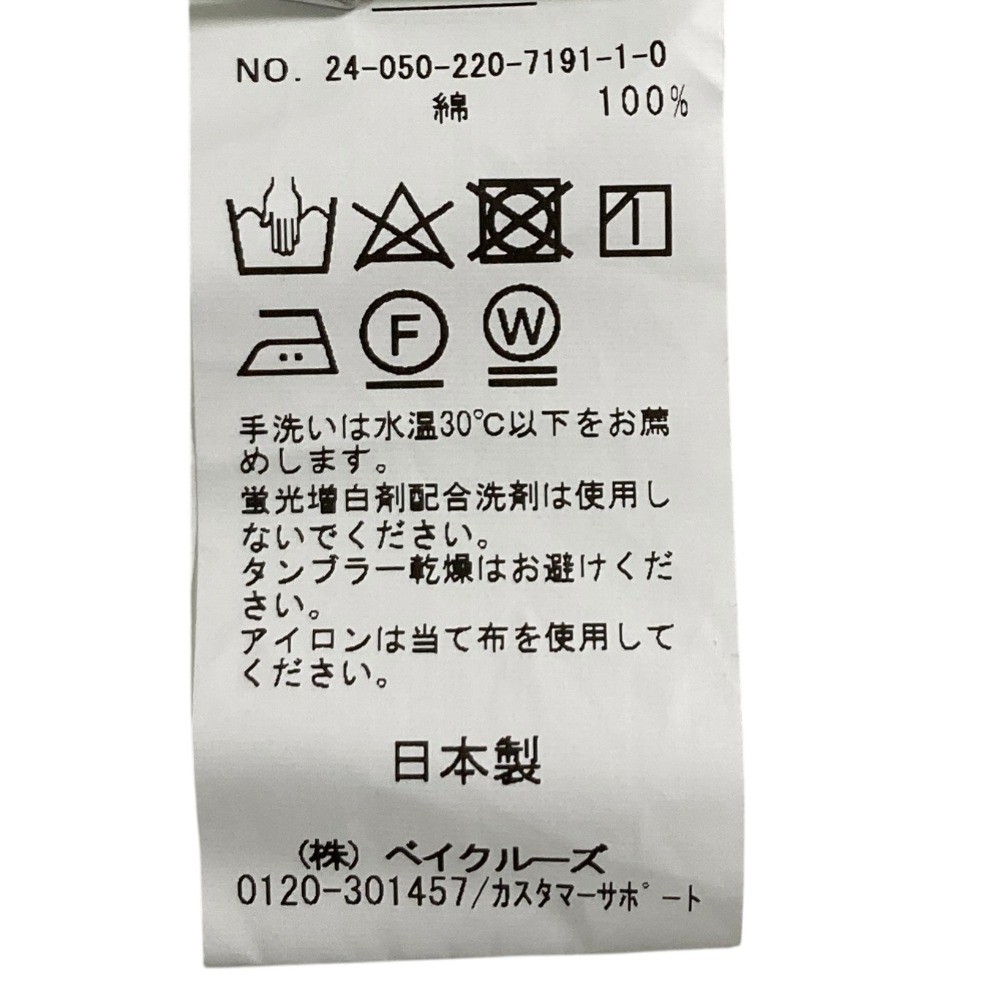 NO. 24-050-220-7191-1-0
綿 100%
F W
手洗いは水温30℃以下をお薦
めします。
蛍光増白剤配合洗剤は使用し
ないでください。
タンブラー乾燥はお避けくだ
さい。
アイロンは当て布を使用して
ください。
日本製
(株) ベイクルーズ
0120-301457/カスタマーサポート